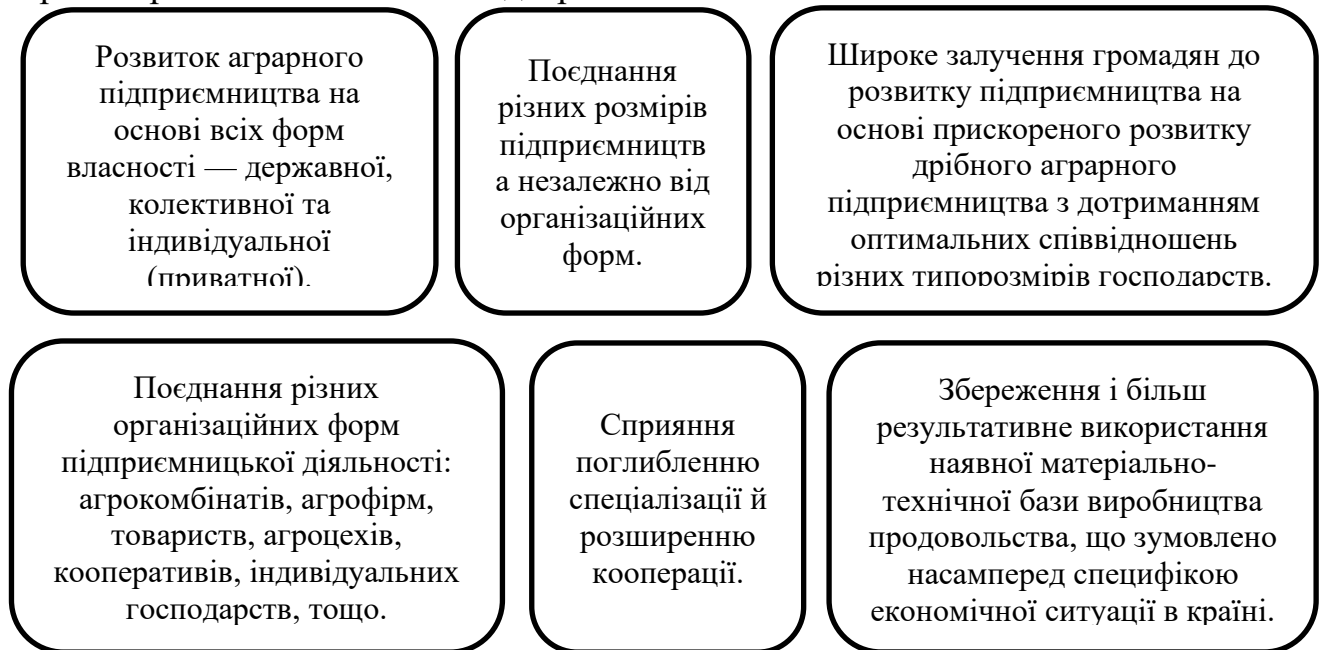 Розвиток аграрного
підприємництва на
основі всіх форм
власності — державної,
колективної та
індивідуальної
(приватної).
Поєднання
різних розмірів
підприємництв
а незалежно від
організаційних
форм.
Широке залучення громадян до
розвитку підприємництва на
основі прискореного розвитку
дрібного аграрного
підприємництва з дотриманням
оптимальних співвідношень
різних типорозмірів господарств.
Поєднання різних
організаційних форм
підприємницької діяльності:
агрокомбінатів, агрофірм,
товариств, агроцехів,
кооперативів, індивідуальних
господарств, тощо.
Сприяння
поглибленню
спеціалізації й
розширенню
кооперації.
Збереження і більш
результативне використання
наявної матеріально-
технічної бази виробництва
продовольства, що зумовлено
насамперед специфікою
економічної ситуації в країні.